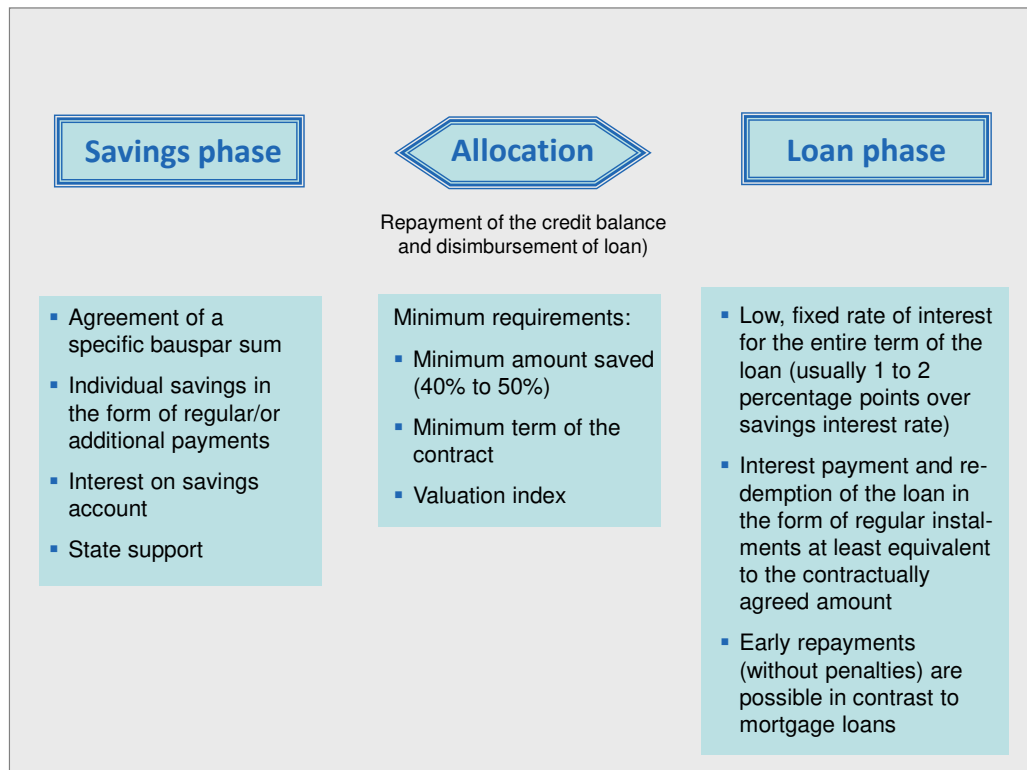 Savings phase
Allocation
Loan phase
Repayment of the credit balance
and disimbursement of loan)
▪ Agreement of a
specific bauspar sum
▪ Individual savings in
the form of regular/or
additional payments
▪ Interest on savings
account
▪ State support
Minimum requirements:
▪ Minimum amount saved
(40% to 50%)
▪ Minimum term of the
contract
▪ Valuation index
▪ Low, fixed rate of interest
for the entire term of the
loan (usually 1 to 2
percentage points over
savings interest rate)
▪ Interest payment and re-
demption of the loan in
the form of regular instal-
ments at least equivalent
to the contractually
agreed amount
▪ Early repayments
(without penalties) are
possible in contrast to
mortgage loans